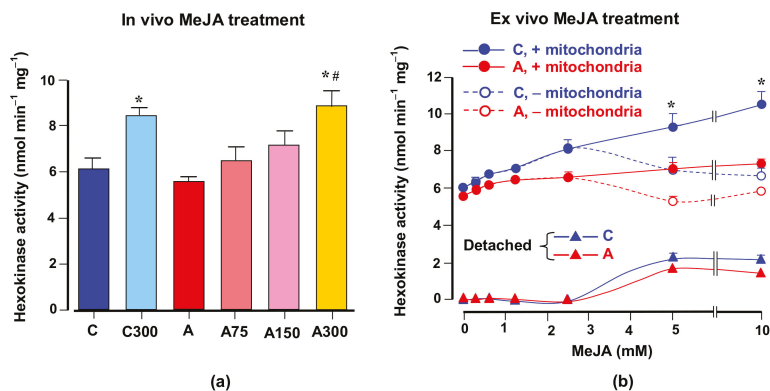 In vivo MeJA treatment
(a)
Hexokinase activity (nmol min⁻¹ mg⁻¹)
10
8
6
4
2
0
*
*#
C
C300
A
A75
A150
A300
(a)
Ex vivo MeJA treatment
(b)
C, + mitochondria
A, + mitochondria
C, – mitochondria
A, – mitochondria
Hexokinase activity (nmol min⁻¹ mg⁻¹)
12
10
8
6
4
2
0
*
*
Detached
C
A
0
1
2
3
4
5
10
MeJA (mM)
(b)